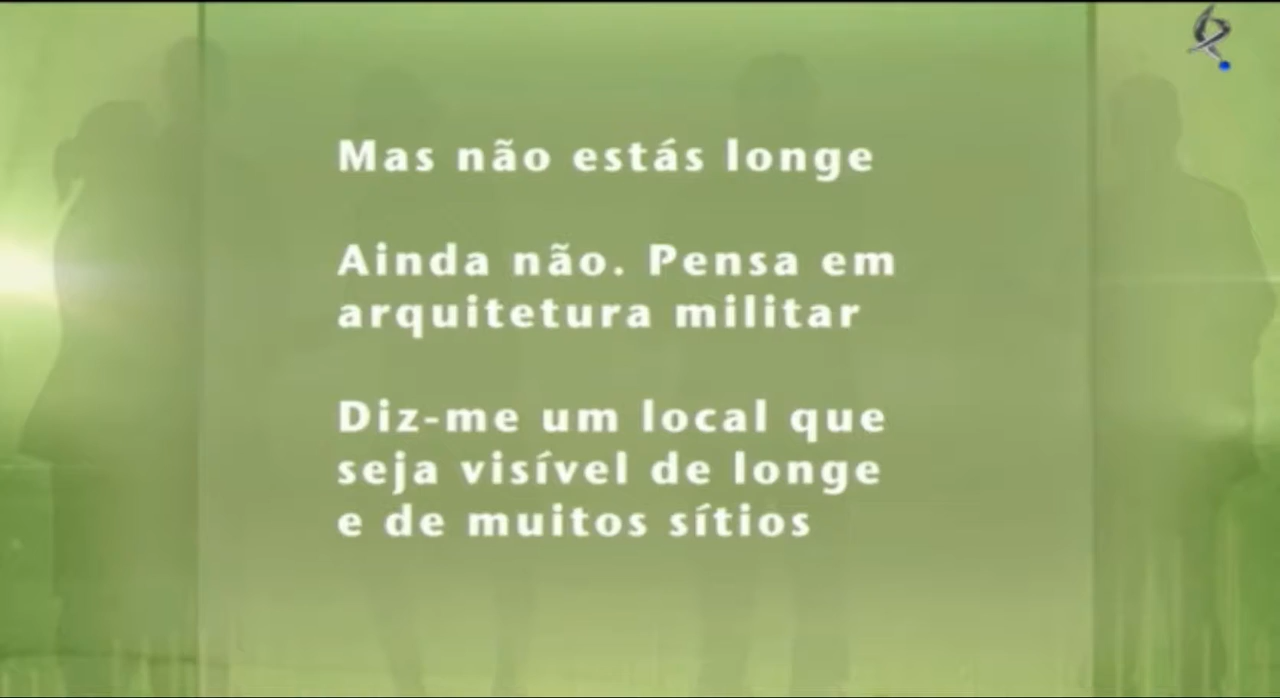 Mas não estás longe
Ainda não. Pensa em
arquitetura militar
Diz-me um local que
seja visível de longe
e de muitos sítios